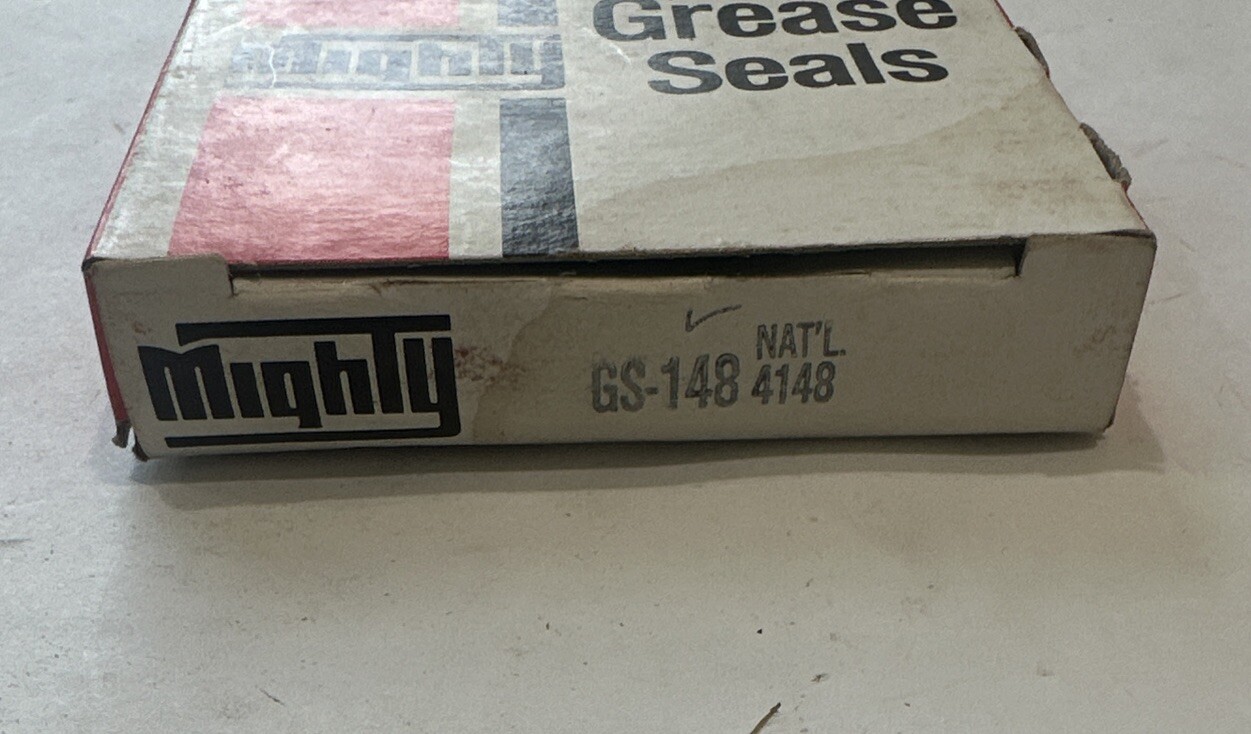 Mighty
Grease
Seals
Mighty
GS-148 NAT'L.
4148